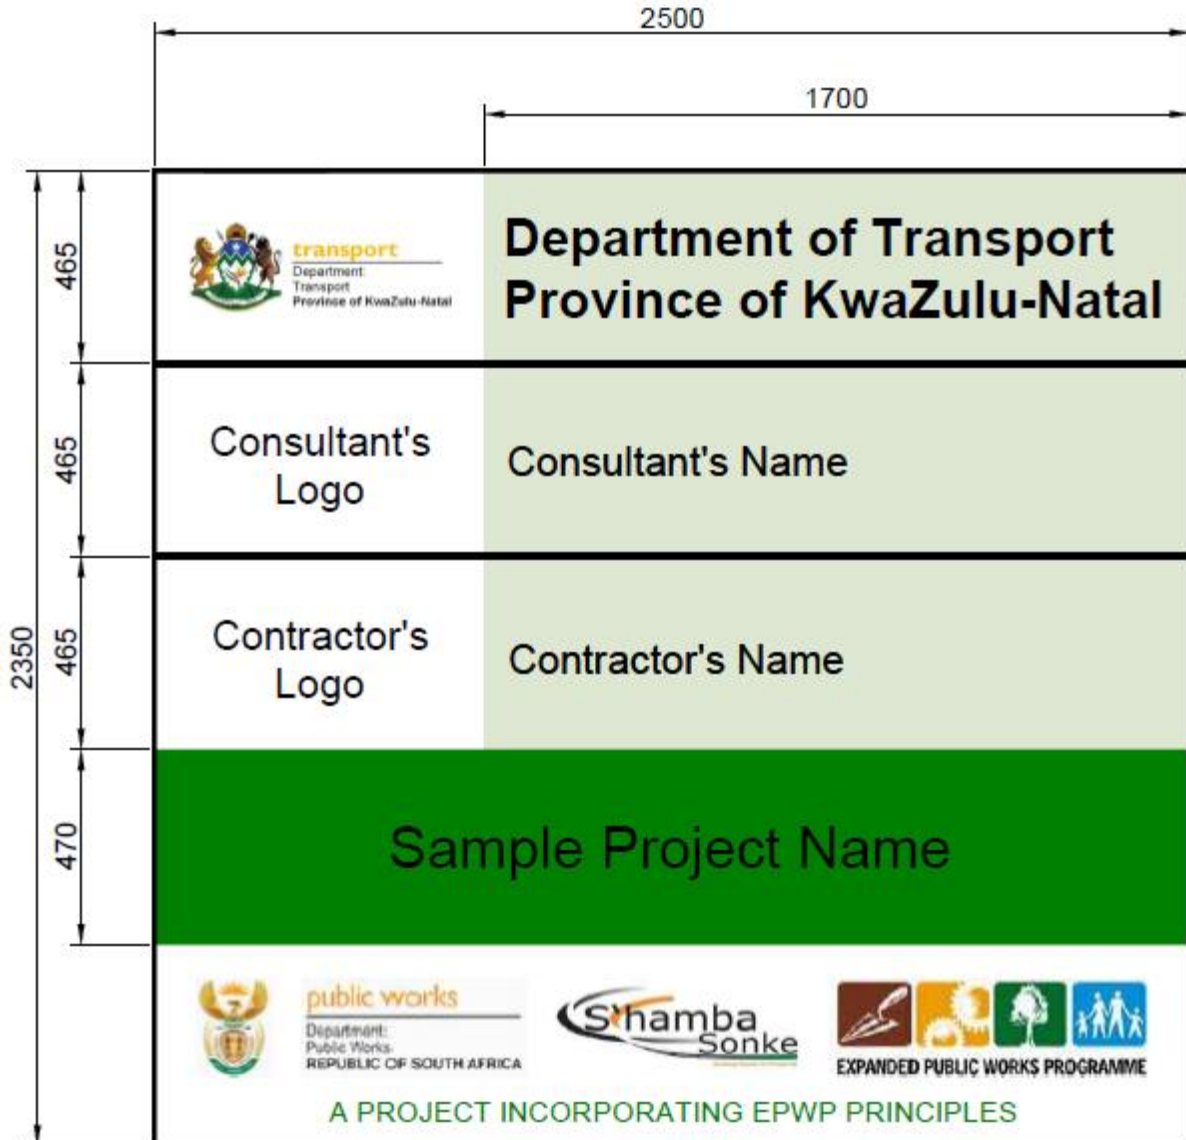 2500
1700
465
transport
Department:
Transport
Province of KwaZulu-Natal
Department of Transport
Province of KwaZulu-Natal
465
Consultant's
Logo
Consultant's Name
2350
465
Contractor's
Logo
Contractor's Name
470
Sample Project Name
public works
Department:
Public Works
REPUBLIC OF SOUTH AFRICA
S'hamba
Sonke
EXPANDED PUBLIC WORKS PROGRAMME
A PROJECT INCORPORATING EPWP PRINCIPLES